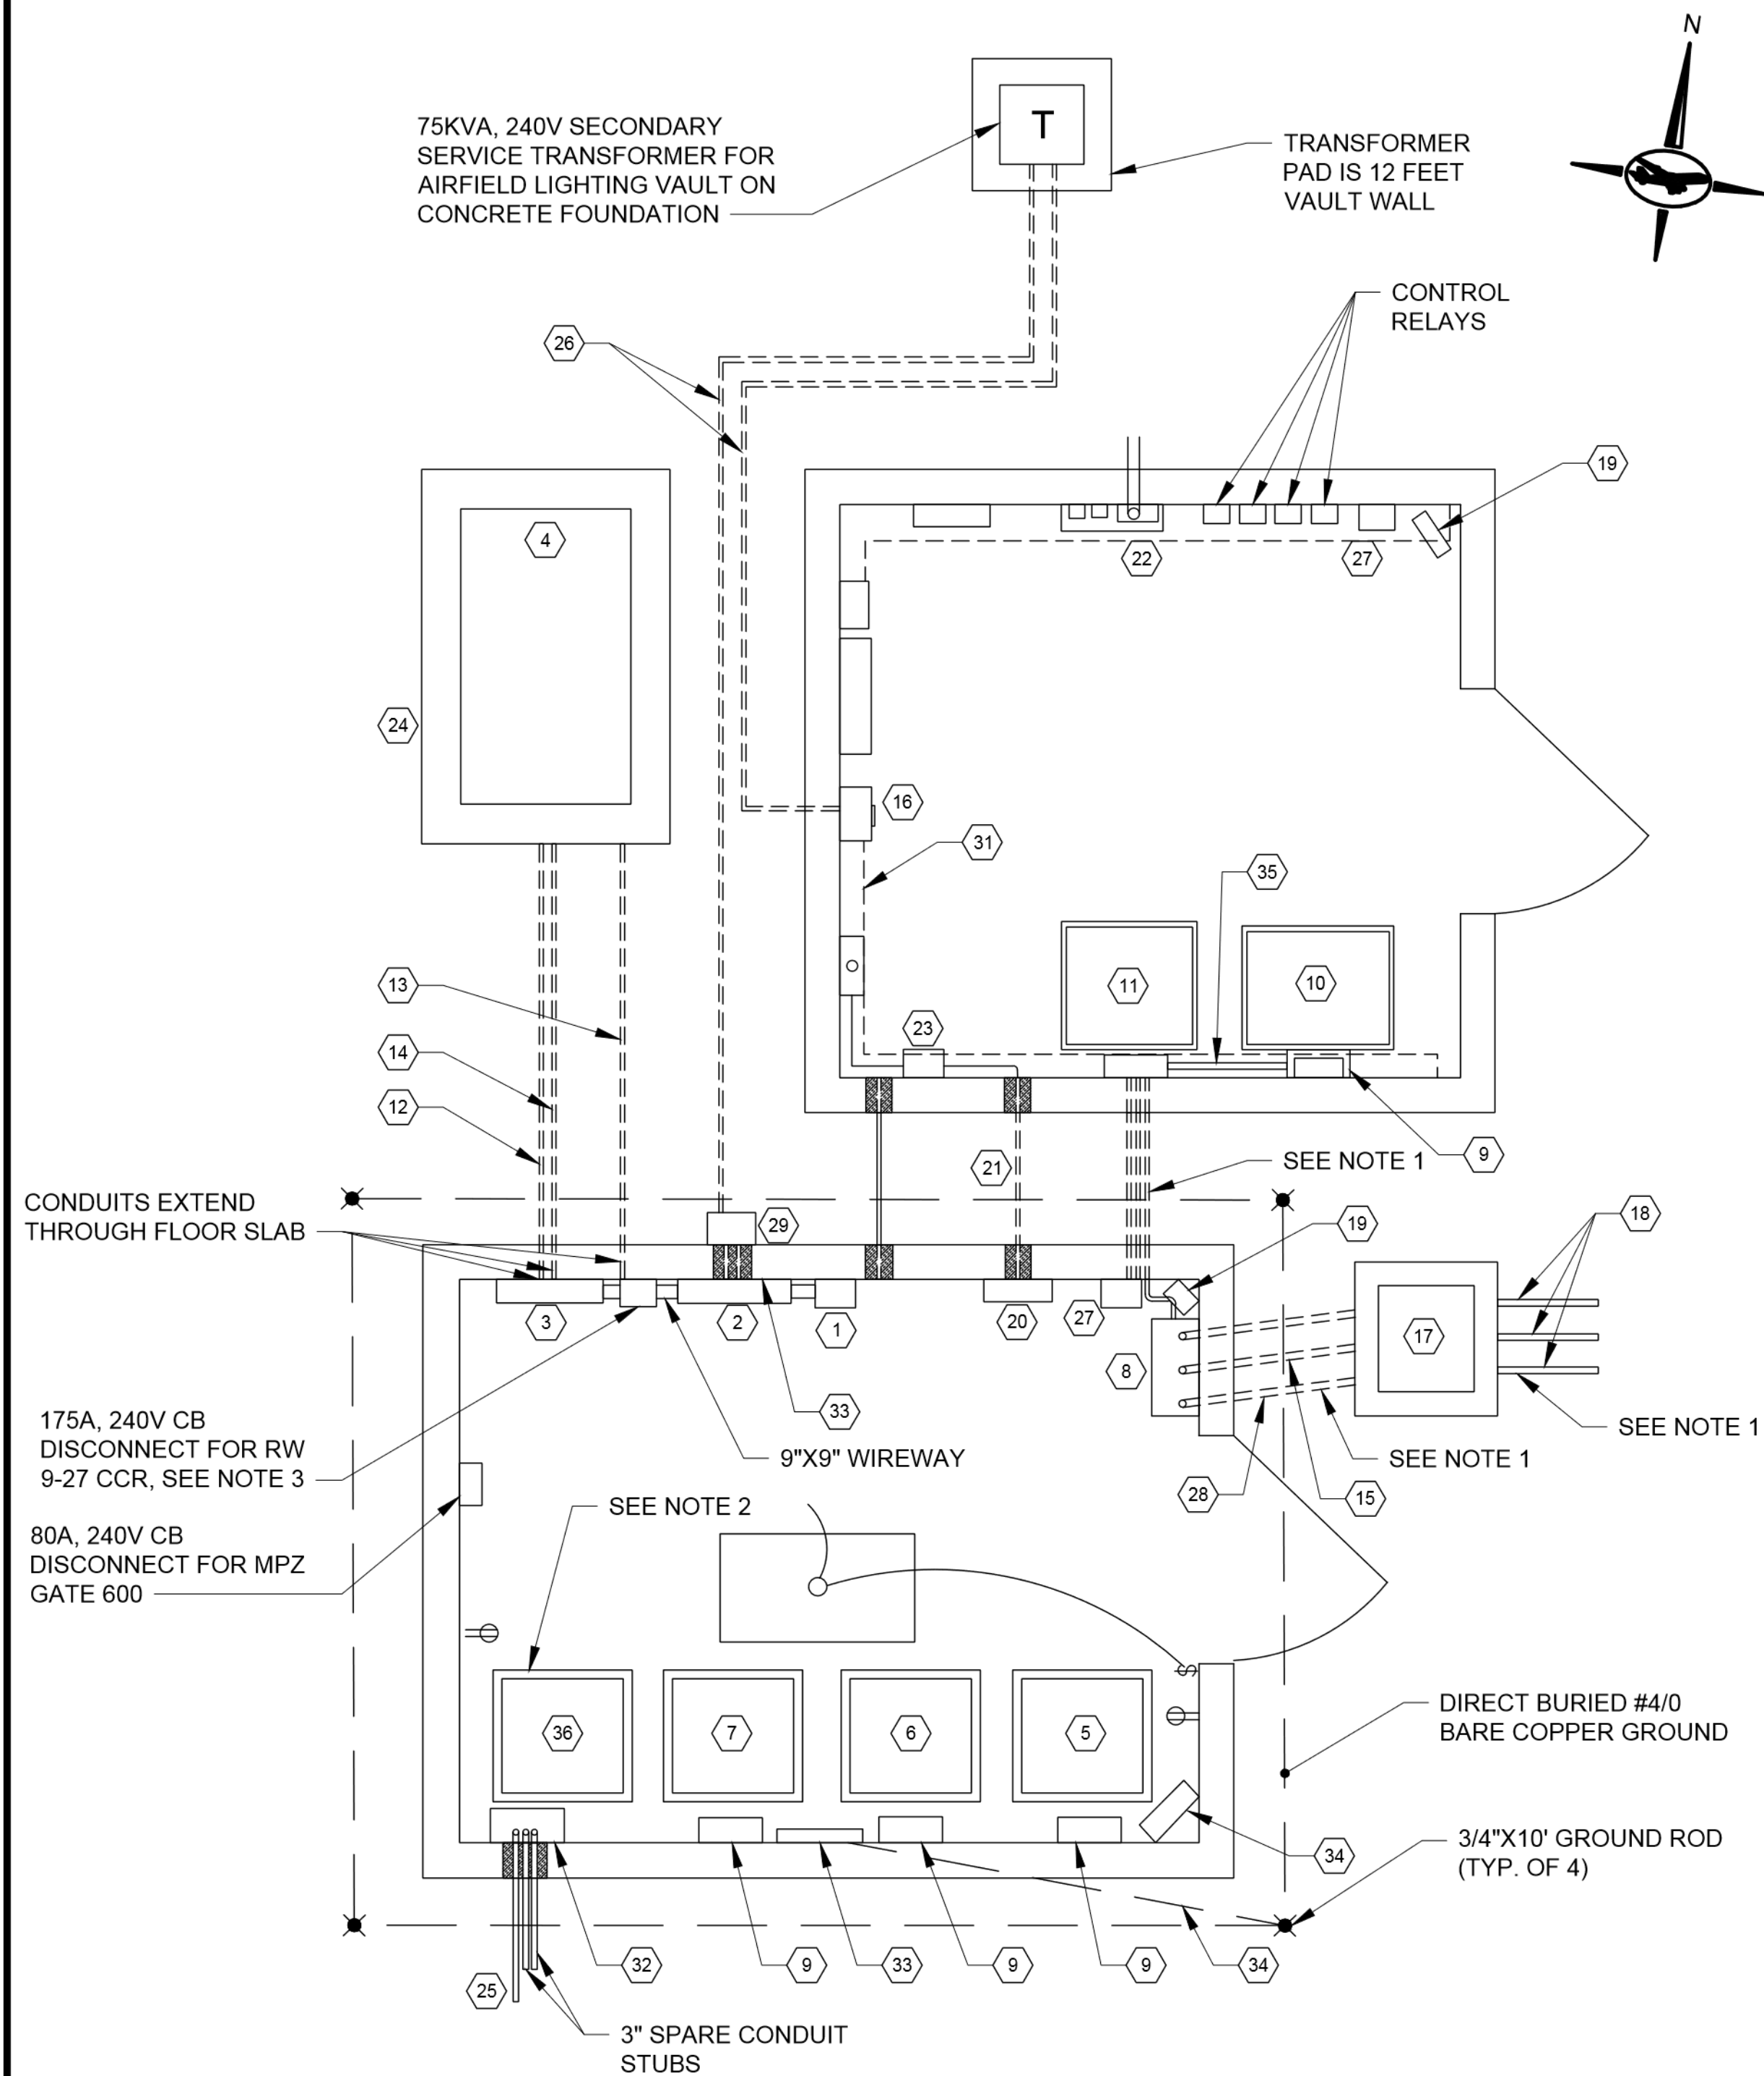 N
75KVA, 240V SECONDARY
SERVICE TRANSFORMER FOR
AIRFIELD LIGHTING VAULT ON
CONCRETE FOUNDATION
T
TRANSFORMER
PAD IS 12 FEET
VAULT WALL
CONTROL
RELAYS
26
19
4
22
27
24
16
31
35
11
10
13
23
14
12
21
SEE NOTE 1
9
CONDUITS EXTEND
THROUGH FLOOR SLAB
29
19
18
3
2
1
20
27
8
17
33
175A, 240V CB
DISCONNECT FOR RW
9-27 CCR, SEE NOTE 3
9"X9" WIREWAY
SEE NOTE 1
SEE NOTE 1
28
15
SEE NOTE 2
80A, 240V CB
DISCONNECT FOR MPZ
GATE 600
S
36
7
6
5
DIRECT BURIED #4/0
BARE COPPER GROUND
34
3/4"X10' GROUND ROD
(TYP. OF 4)
25
32
9
33
9
9
34
3" SPARE CONDUIT
STUBS